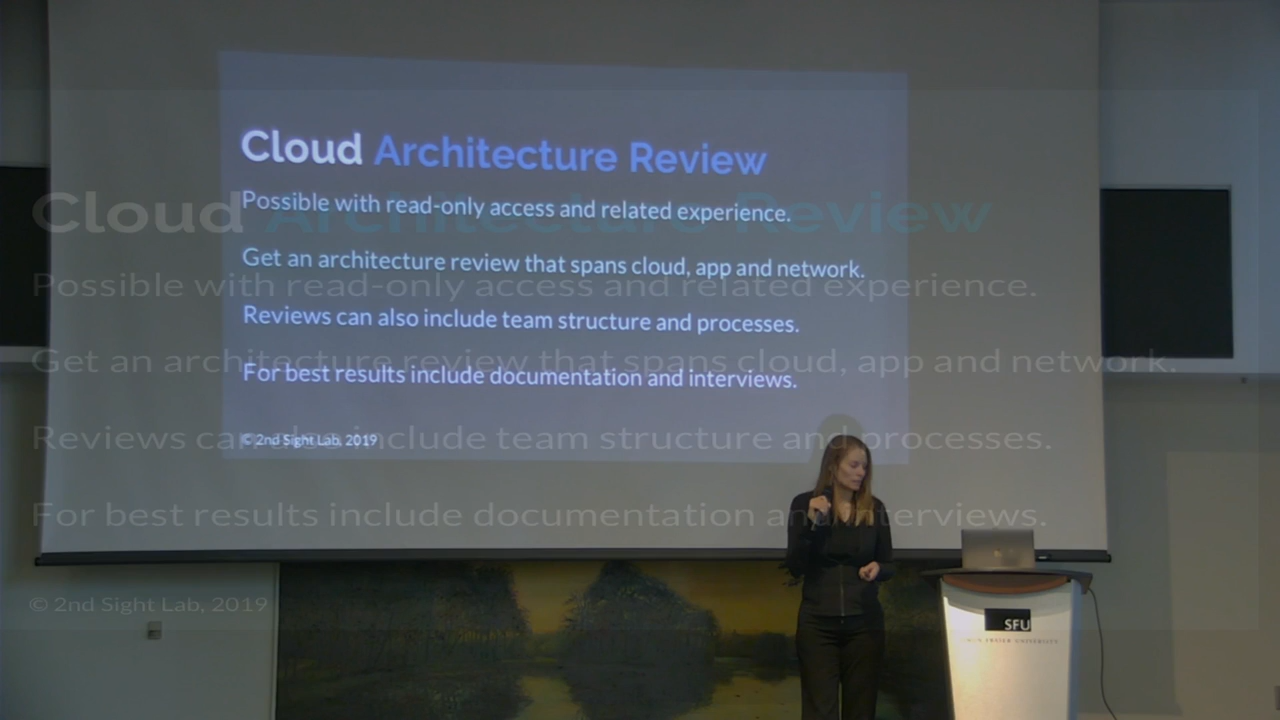 Cloud Architecture Review
Possible with read-only access and related experience.
Get an architecture review that spans cloud, app and network.
Reviews can also include team structure and processes.
For best results include documentation and interviews.
© 2nd Sight Lab, 2019
Cloud Architecture Review
Possible with read-only access and related experience.
Get an architecture review that spans cloud, app and network.
Reviews can also include team structure and processes.
For best results include documentation and interviews.
© 2nd Sight Lab, 2019
SFU
SIMON FRASER UNIVERSITY